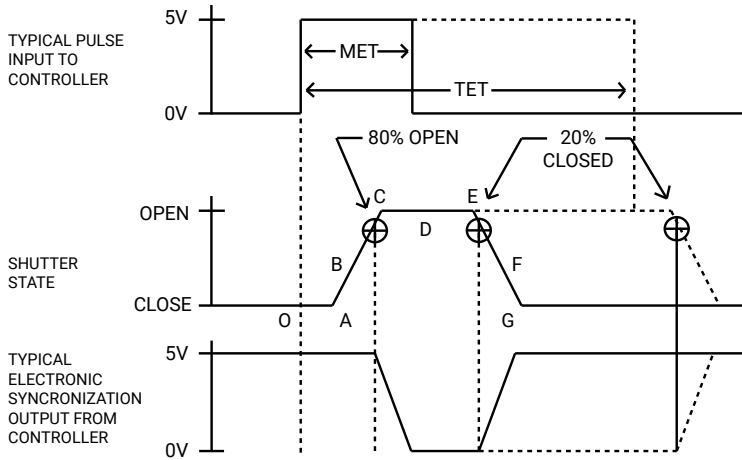 5V
TYPICAL PULSE
INPUT TO
CONTROLLER
MET
TET
0V
80% OPEN
20%
CLOSED
C
E
OPEN
D
SHUTTER
STATE
B
F
CLOSE
O
A
G
TYPICAL
ELECTRONIC
SYNCRONIZATION
OUTPUT FROM
CONTROLLER
5V
0V